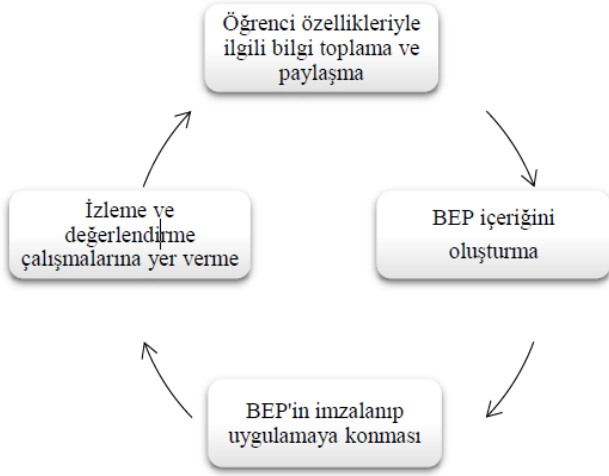 Öğrenci özellikleriyle
ilgili bilgi toplama ve
paylaşma
BEP içeriğini
oluşturma
BEP'in imzalanıp
uygulamaya konması
İzleme ve
değerlendirme
çalışmalarına yer verme